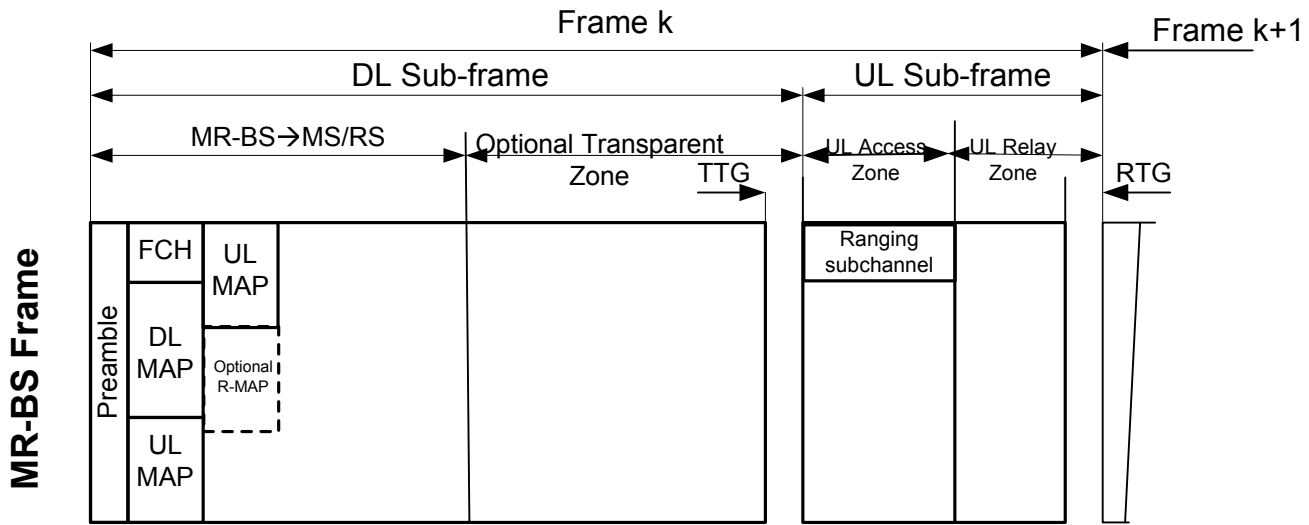 Frame k
Frame k+1
DL Sub-frame
UL Sub-frame
MR-BS→MS/RS
Optional Transparent
Zone
UL Access
Zone
UL Relay
Zone
TTG
RTG
MR-BS Frame
Preamble
FCH
DL
MAP
UL
MAP
UL
MAP
Optional
R-MAP
Ranging
subchannel